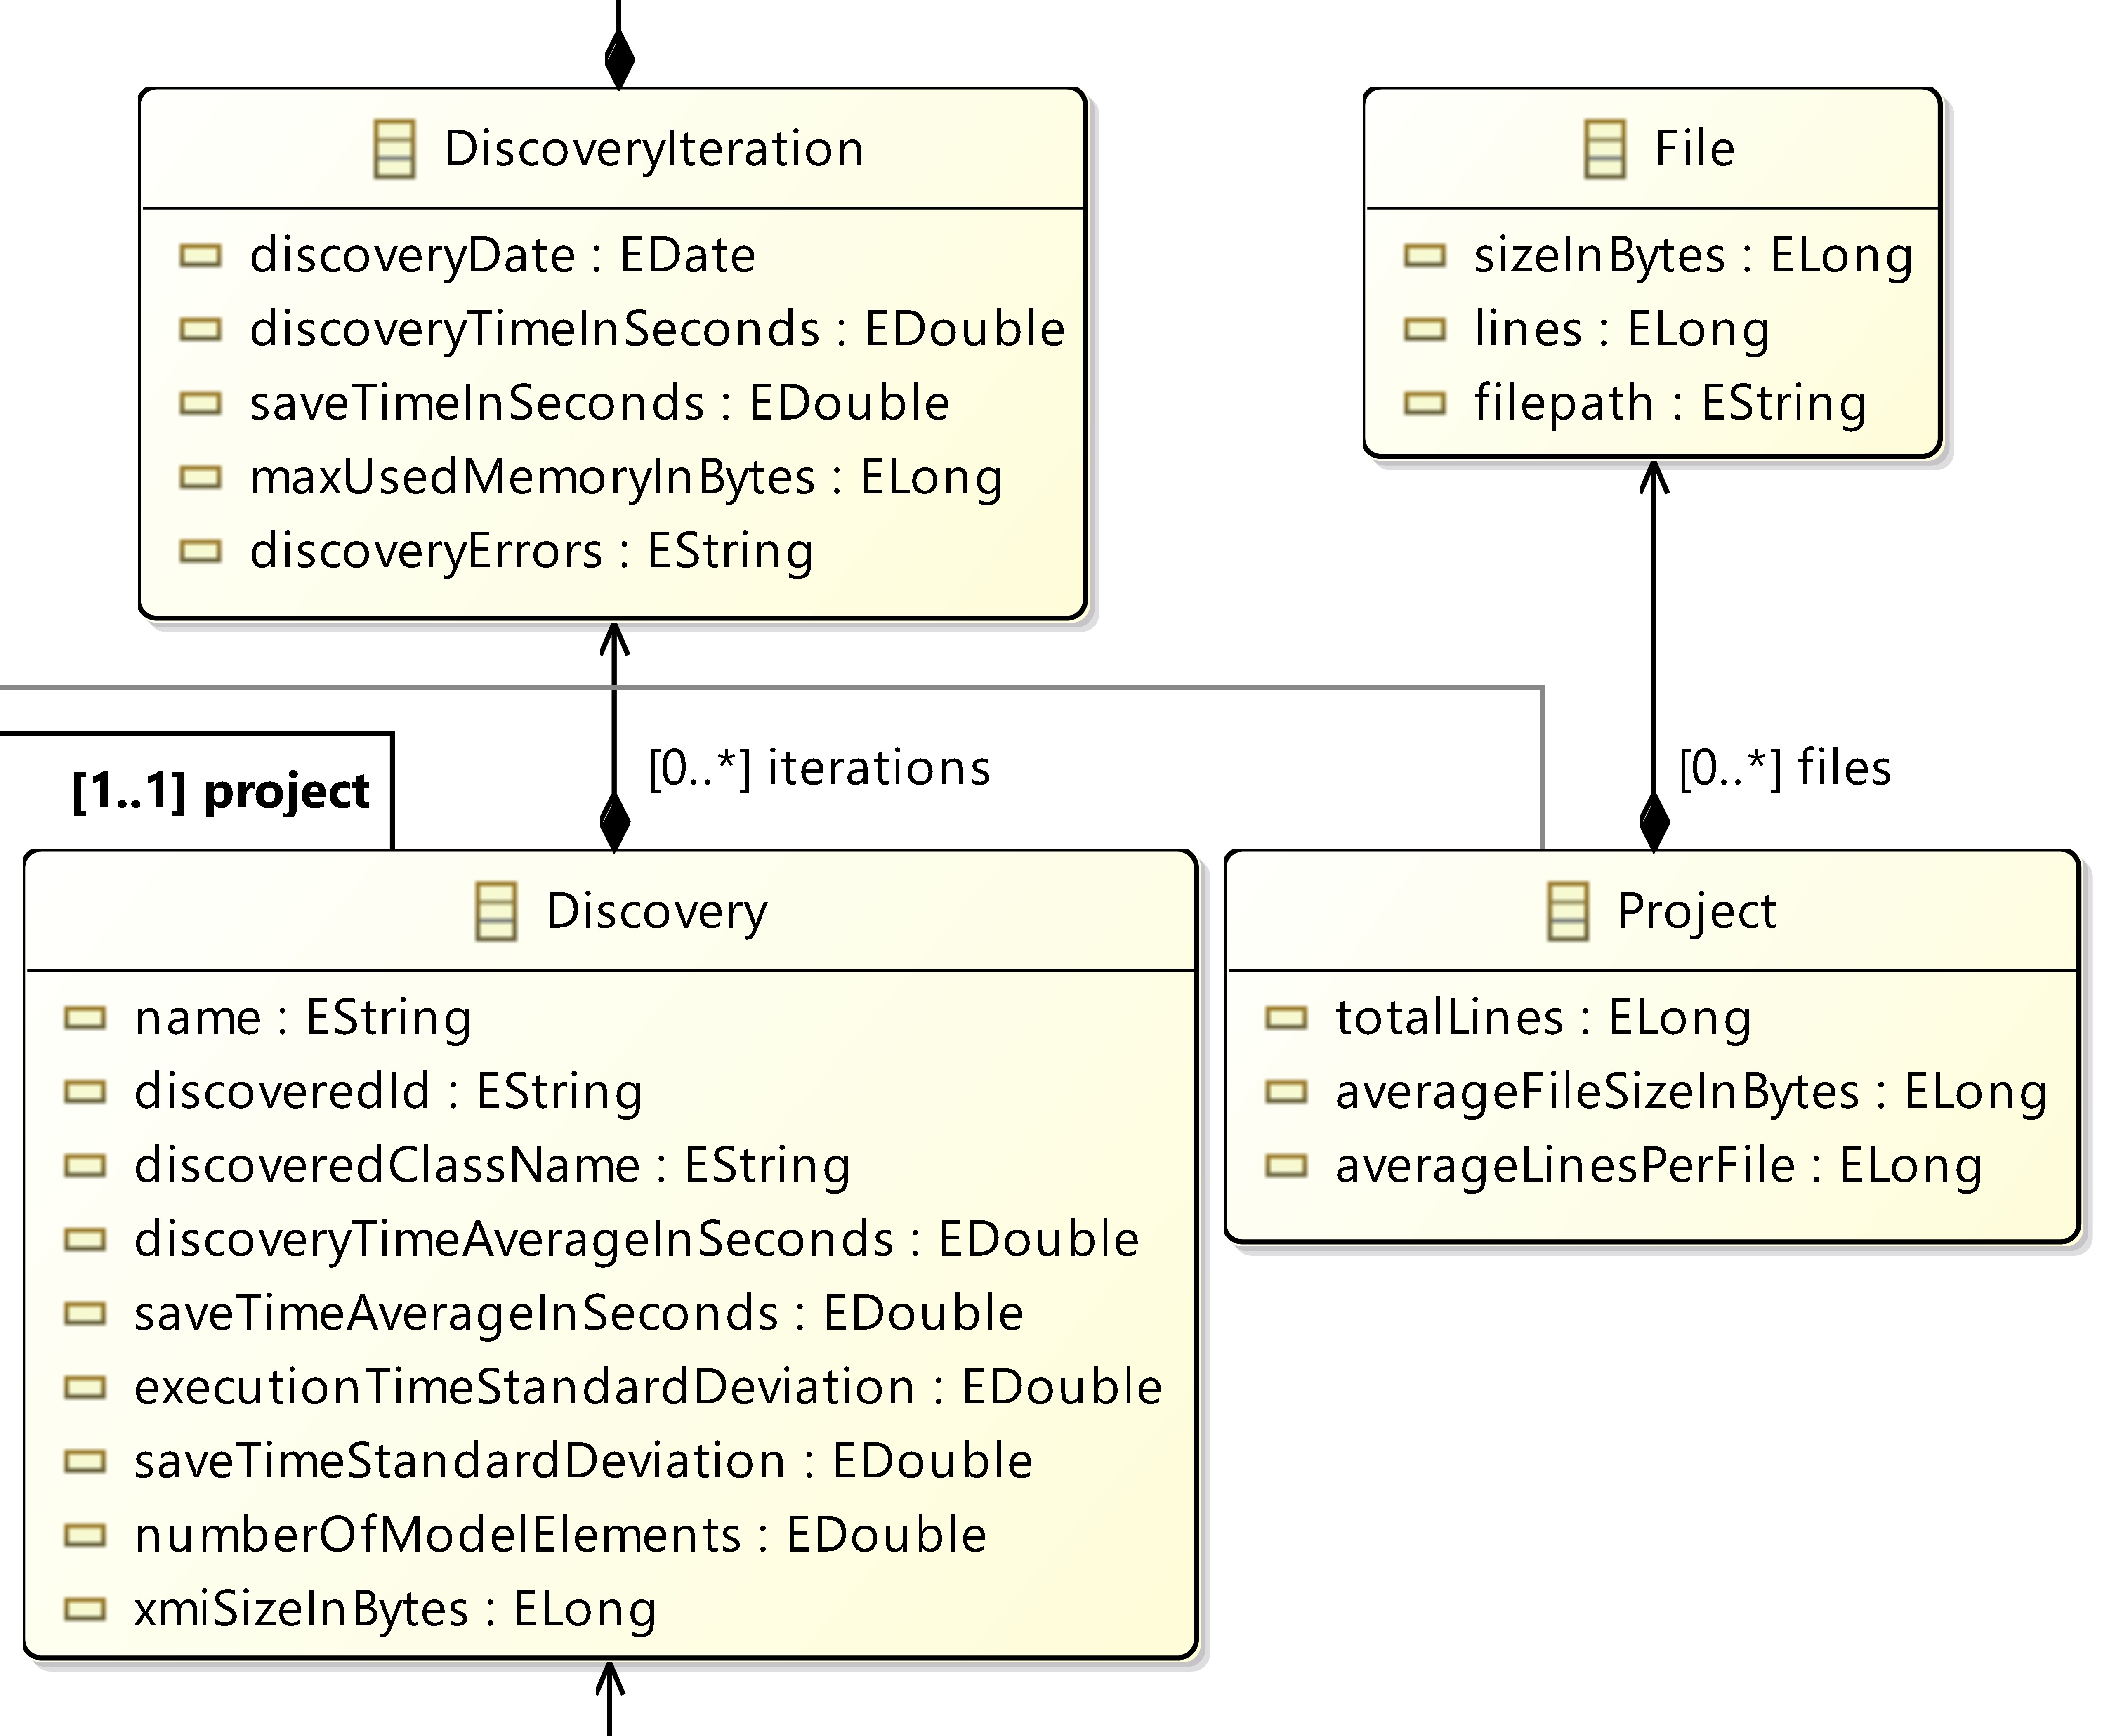 DiscoveryIteration
discoveryDate : EDate
discoveryTimeInSeconds : EDouble
saveTimeInSeconds : EDouble
maxUsedMemoryInBytes : ELong
discoveryErrors : EString
File
sizeInBytes : ELong
lines : ELong
filepath : EString
[1..1] project
[0..*] iterations
[0..*] files
Discovery
name : EString
discoveredId : EString
discoveredClassName : EString
discoveryTimeAverageInSeconds : EDouble
saveTimeAverageInSeconds : EDouble
executionTimeStandardDeviation : EDouble
saveTimeStandardDeviation : EDouble
numberOfModelElements : EDouble
xmiSizeInBytes : ELong
Project
totalLines : ELong
averageFileSizeInBytes : ELong
averageLinesPerFile : ELong